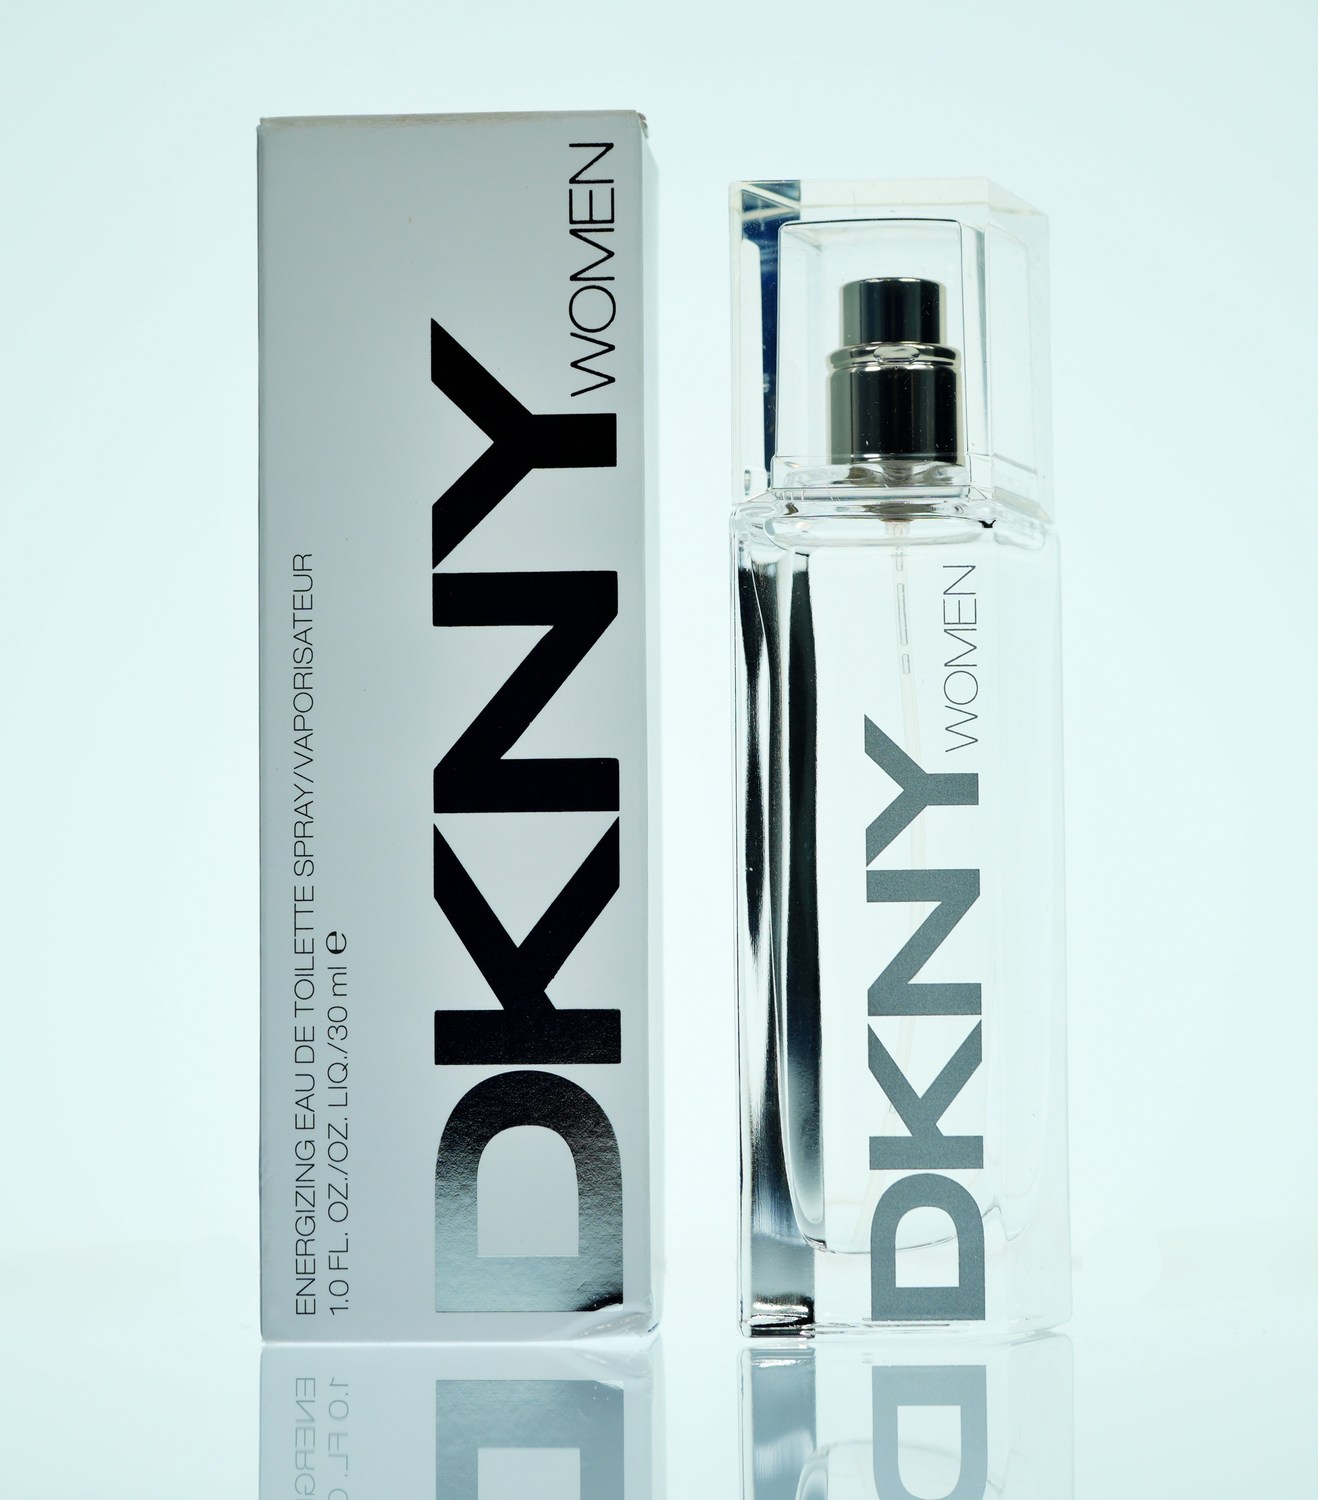 ENERGIZING EAU DE TOILETTE SPRAY/VAPORISATEUR
1.0 FL. OZ./OZ. LIQ./30 ml ℮
DKNY WOMEN
DKNY WOMEN